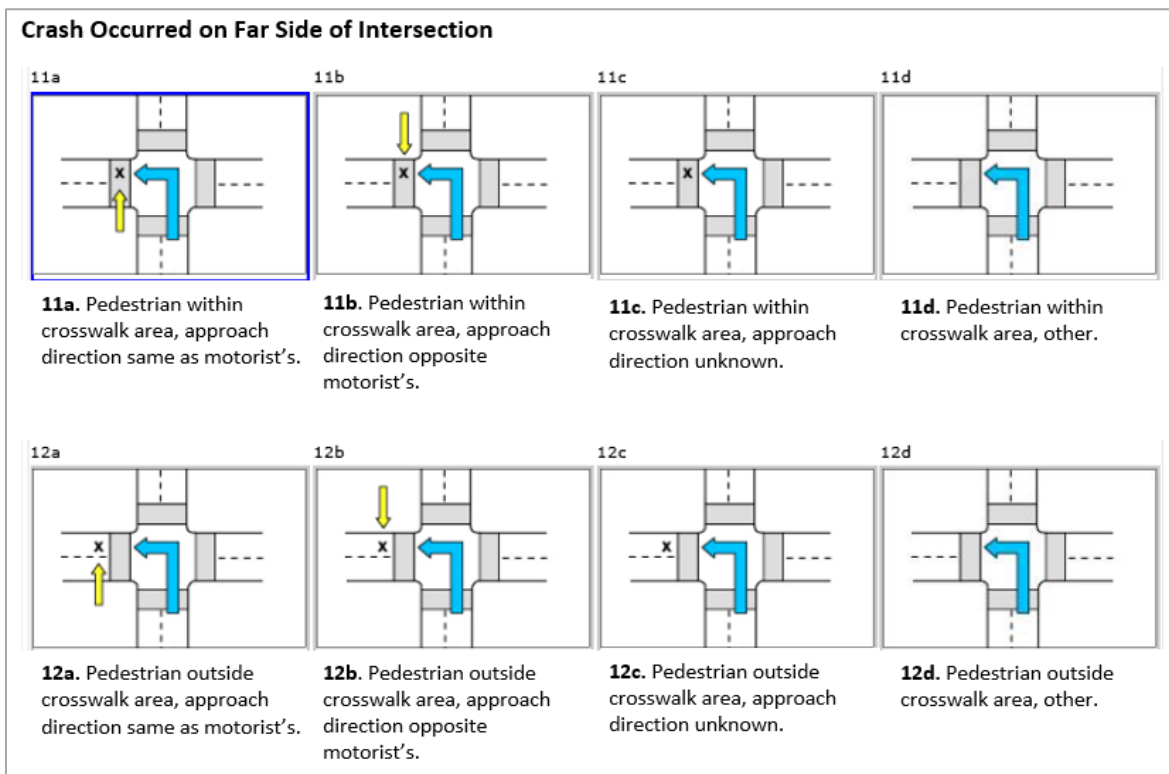 Crash Occurred on Far Side of Intersection
11a 11b 11c 11d
x x x
11a. Pedestrian within
crosswalk area, approach
direction same as motorist's.
11b. Pedestrian within
crosswalk area, approach
direction opposite
motorist's.
11c. Pedestrian within
crosswalk area, approach
direction unknown.
11d. Pedestrian within
crosswalk area, other.
12a 12b 12c 12d
x x x
12a. Pedestrian outside
crosswalk area, approach
direction same as motorist's.
12b. Pedestrian outside
crosswalk area, approach
direction opposite
motorist's.
12c. Pedestrian outside
crosswalk area, approach
direction unknown.
12d. Pedestrian outside
crosswalk area, other.